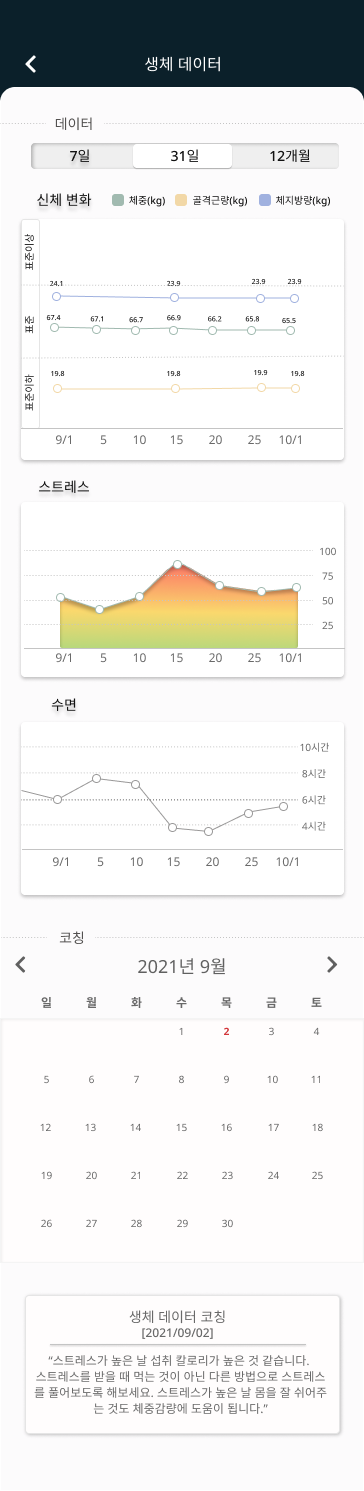 생체 데이터
데이터
7일 31일 12개월
신체 변화 체중(kg) 골격근량(kg) 체지방량(kg)
표준이상
24.1 23.9 23.9 23.9
표준
67.4 67.1 66.7 66.9 66.2 65.8 65.5
표준이하
19.8 19.8 19.9 19.8
9/1 5 10 15 20 25 10/1
스트레스
100
75
50
25
9/1 5 10 15 20 25 10/1
수면
10시간
8시간
6시간
4시간
9/1 5 10 15 20 25 10/1
코칭
2021년 9월
일 월 화 수 목 금 토
1 2 3 4
5 6 7 8 9 10 11
12 13 14 15 16 17 18
19 20 21 22 23 24 25
26 27 28 29 30
생체 데이터 코칭
[2021/09/02]
“스트레스가 높은 날 섭취 칼로리가 높은 것 같습니다.
스트레스를 받을 때 먹는 것이 아닌 다른 방법으로 스트레스
를 풀어보도록 해보세요. 스트레스가 높은 날 몸을 잘 쉬어주
는 것도 체중감량에 도움이 됩니다.”